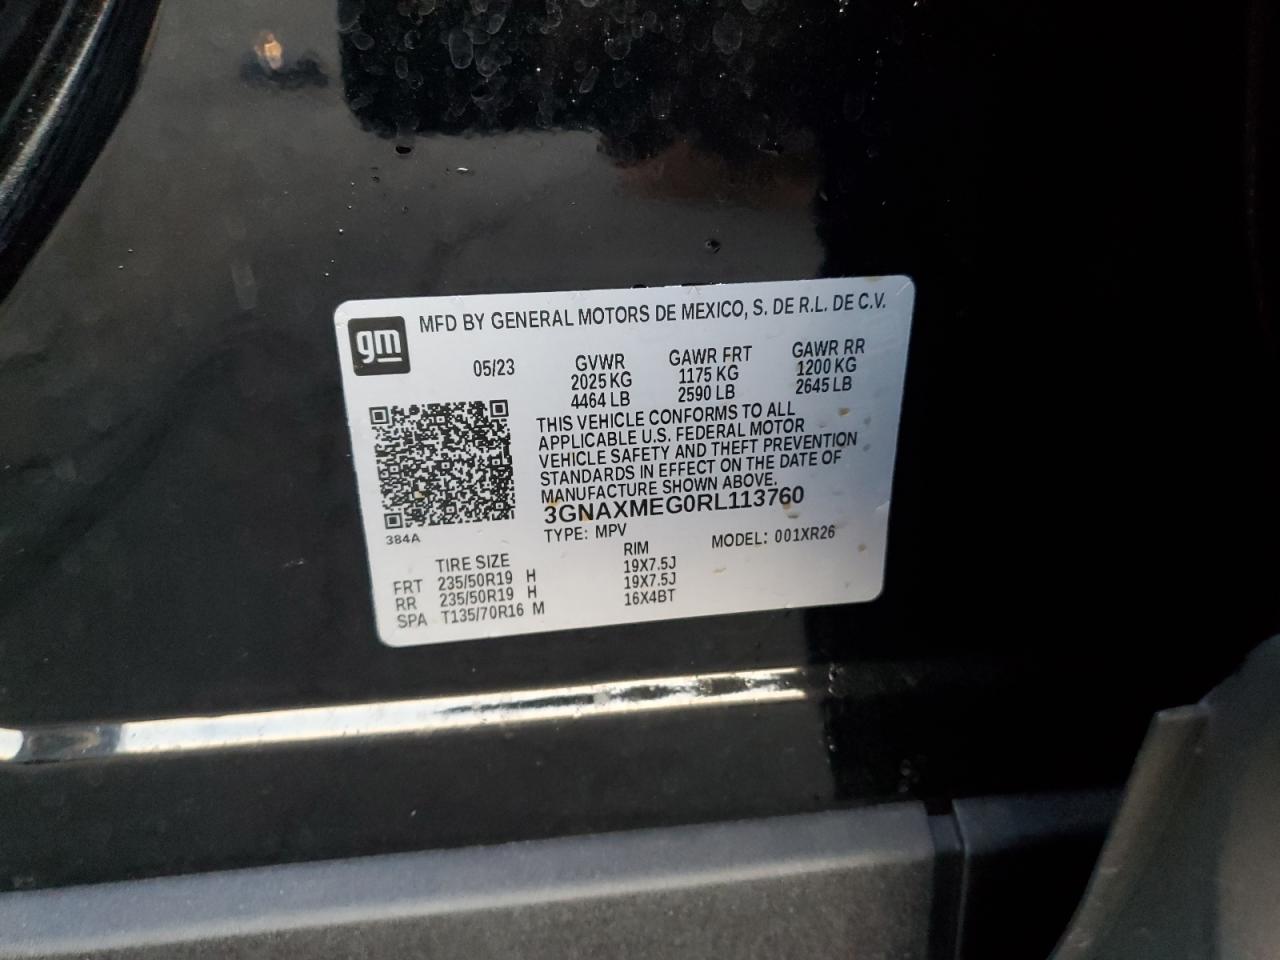 gm
MFD BY GENERAL MOTORS DE MEXICO, S. DE R.L. DE C.V.
05/23
GVWR
2025 KG
4464 LB
GAWR FRT
1175 KG
2590 LB
GAWR RR
1200 KG
2645 LB
THIS VEHICLE CONFORMS TO ALL
APPLICABLE U.S. FEDERAL MOTOR
VEHICLE SAFETY AND THEFT PREVENTION
STANDARDS IN EFFECT ON THE DATE OF
MANUFACTURE SHOWN ABOVE.
3GNAXMEG0RL113760
TYPE: MPV MODEL: 001XR26
384A
TIRE SIZE RIM
FRT 235/50R19 H 19X7.5J
RR 235/50R19 H 19X7.5J
SPA T135/70R16 M 16X4BT